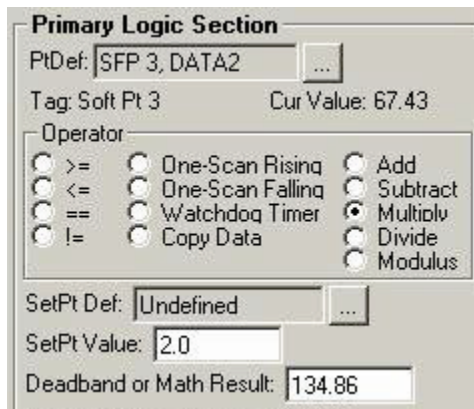 Primary Logic Section
PtDef: SFP 3, DATA2 ...
Tag: Soft Pt 3 Cur Value: 67.43
Operator
>= One-Scan Rising Add
<= One-Scan Falling Subtract
== Watchdog Timer Multiply
!= Copy Data Divide
Modulus
SetPt Def: Undefined ...
SetPt Value: 2.0
Deadband or Math Result: 134.86